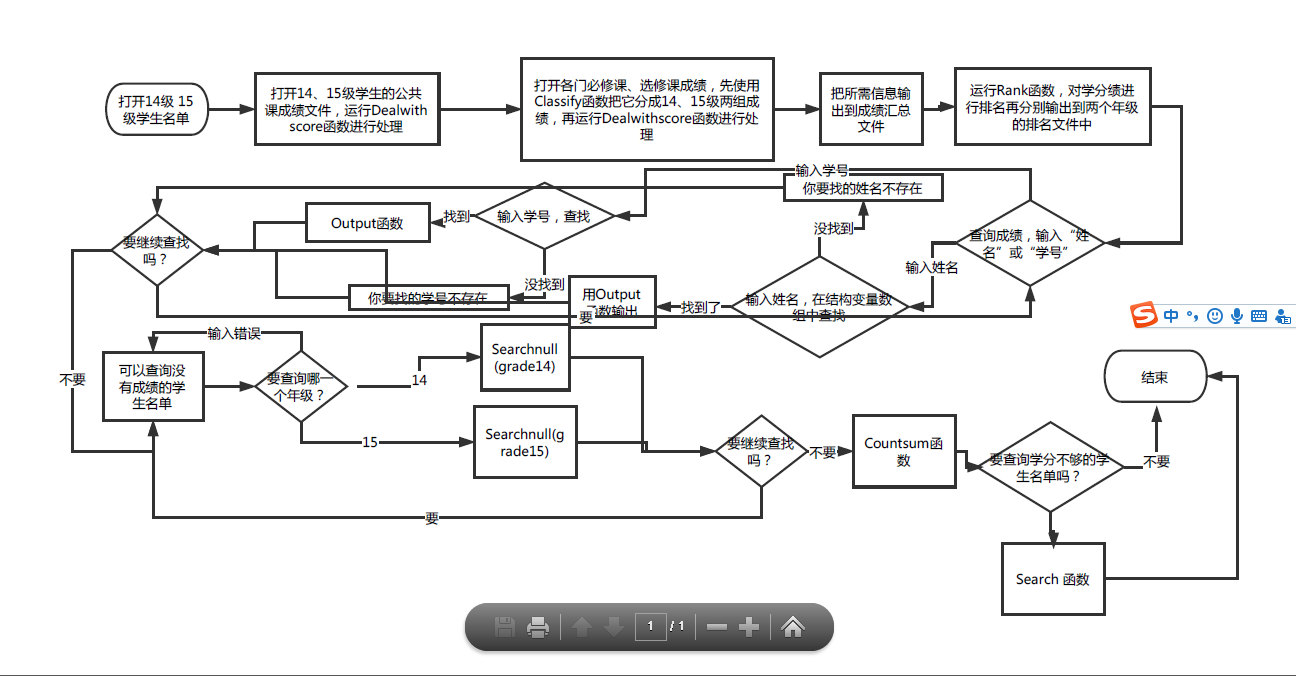 打开14级 15
级学生名单
打开14、15级学生的公共
课成绩文件，运行Dealwith
score函数进行处理
打开各门必修课、选修课成绩，先使用
Classify函数把它分成14、15级两组成
绩，再运行Dealwithscore函数进行处
理
把所需信息输
出到成绩汇总
文件
运行Rank函数，对学分绩进
行排名再分别输出到两个年级
的排名文件中
输入学号
你要找的姓名不存在
Output函数
找到
输入学号，查找
没找到
查询成绩，输入“姓
名”或“学号”
要继续查找
吗？
输入姓名
没找到
你要找的学号不存在
用Output
函数输出
找到了
输入姓名，在结构变量数
组中查找
要
中
输入错误
不要
可以查询没
有成绩的学
生名单
要查询哪一
个年级？
14
Searchnull
(grade14)
结束
15
Searchnull(g
rade15)
要继续查找
吗？
不要
Countsum函
数
要查询学分不够的学
生名单吗？
不要
要
Search 函数
1 / 1